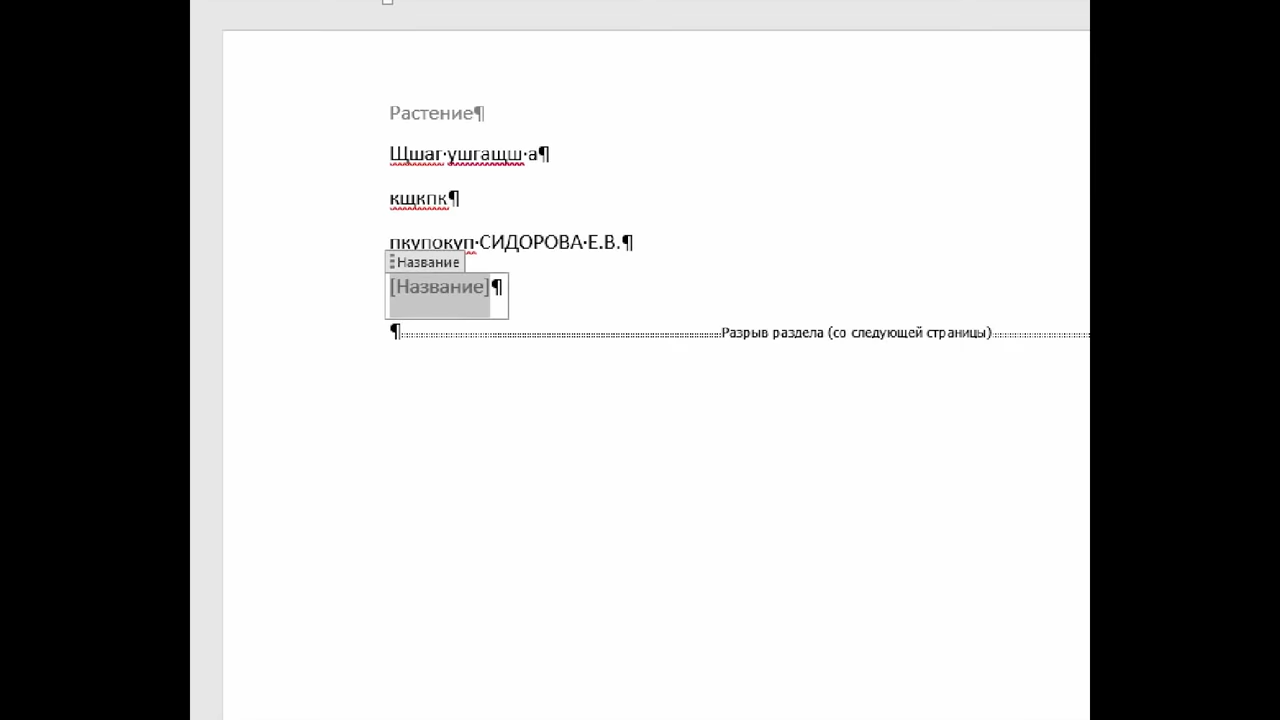 Растение¶
Щшаг·ушгащш·а¶
кщкпк¶
пкупокуп·СИДОРОВА·Е.В.¶
Название
[Название]¶
¶Разрыв раздела (со следующей страницы)